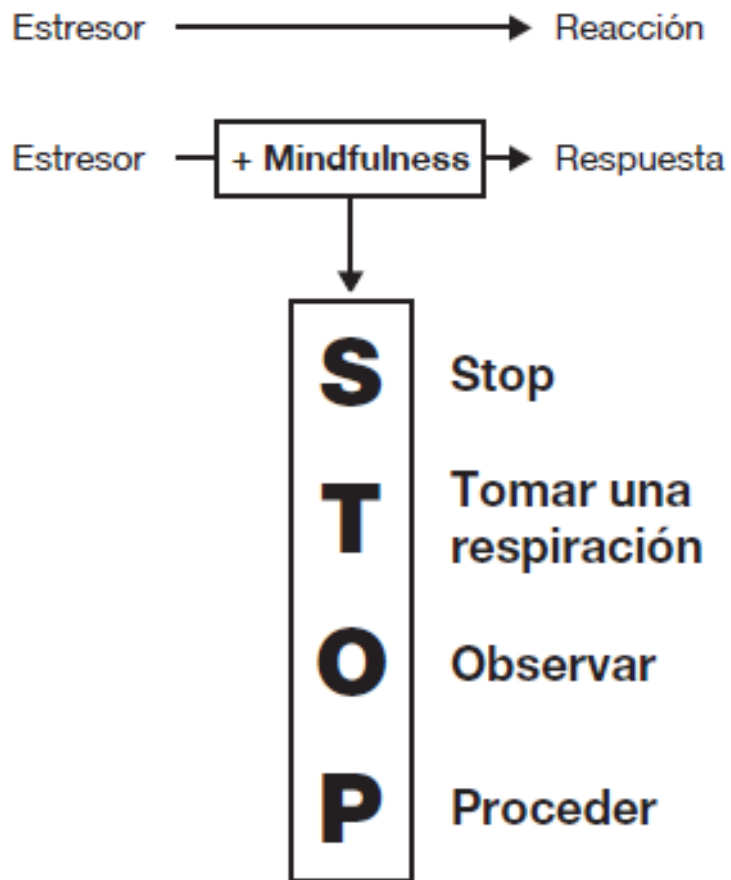 Estresor Reacción
Estresor + Mindfulness Respuesta
S Stop
T Tomar una
respiración
O Observar
P Proceder